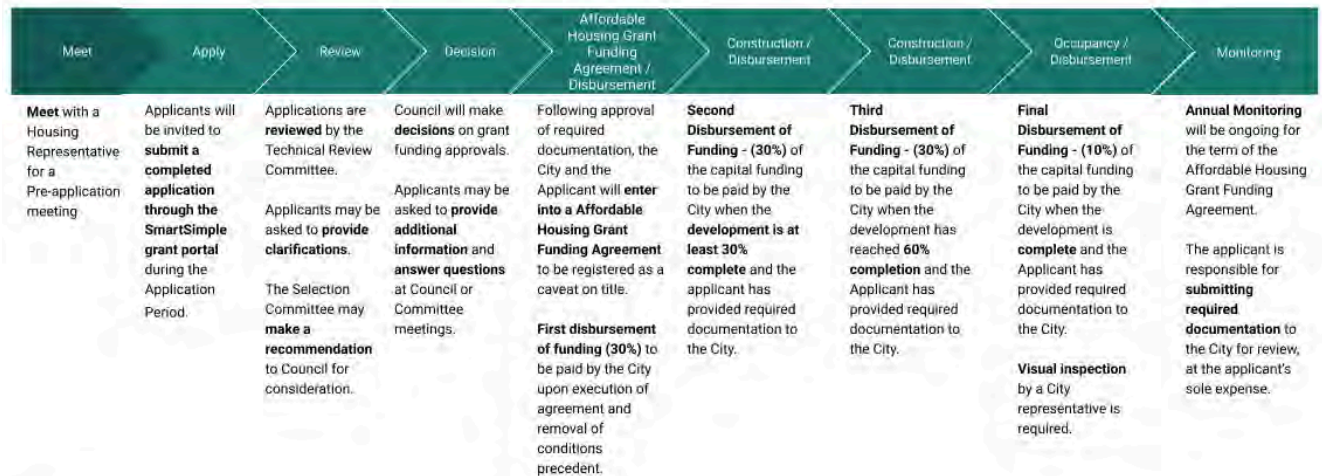 Meet
Apply
Review
Decision
Affordable
Housing Grant
Funding
Agreement /
Disbursement
Construction /
Disbursement
Construction /
Disbursement
Occupancy /
Disbursement
Monitoring
Meet with a
Housing
Representative
for a
Pre-application
meeting
Applicants will
be invited to
submit a
completed
application
through the
SmartSimple
grant portal
during the
Application
Period.
Applications are
reviewed by the
Technical Review
Committee.
Applicants may be
asked to provide
clarifications.
The Selection
Committee may
make a
recommendation
to Council for
consideration.
Council will make
decisions on grant
funding approvals.
Applicants may be
asked to provide
additional
information and
answer questions
at Council or
Committee
meetings.
Following approval
of required
documentation, the
City and the
Applicant will enter
into a Affordable
Housing Grant
Funding Agreement
to be registered as a
caveat on title.
First disbursement
of funding (30%) to
be paid by the City
upon execution of
agreement and
removal of
conditions
precedent.
Second
Disbursement of
Funding - (30%) of
the capital funding
to be paid by the
City when the
development is at
least 30%
complete and the
applicant has
provided required
documentation to
the City.
Third
Disbursement of
Funding - (30%) of
the capital funding
to be paid by the
City when the
development has
reached 60%
completion and the
Applicant has
provided required
documentation to
the City.
Final
Disbursement of
Funding - (10%) of
the capital funding
to be paid by the
City when the
development is
complete and the
Applicant has
provided required
documentation to
the City.
Visual inspection
by a City
representative is
required.
Annual Monitoring
will be ongoing for
the term of the
Affordable Housing
Grant Funding
Agreement.
The applicant is
responsible for
submitting
required
documentation to
the City for review,
at the applicant's
sole expense.